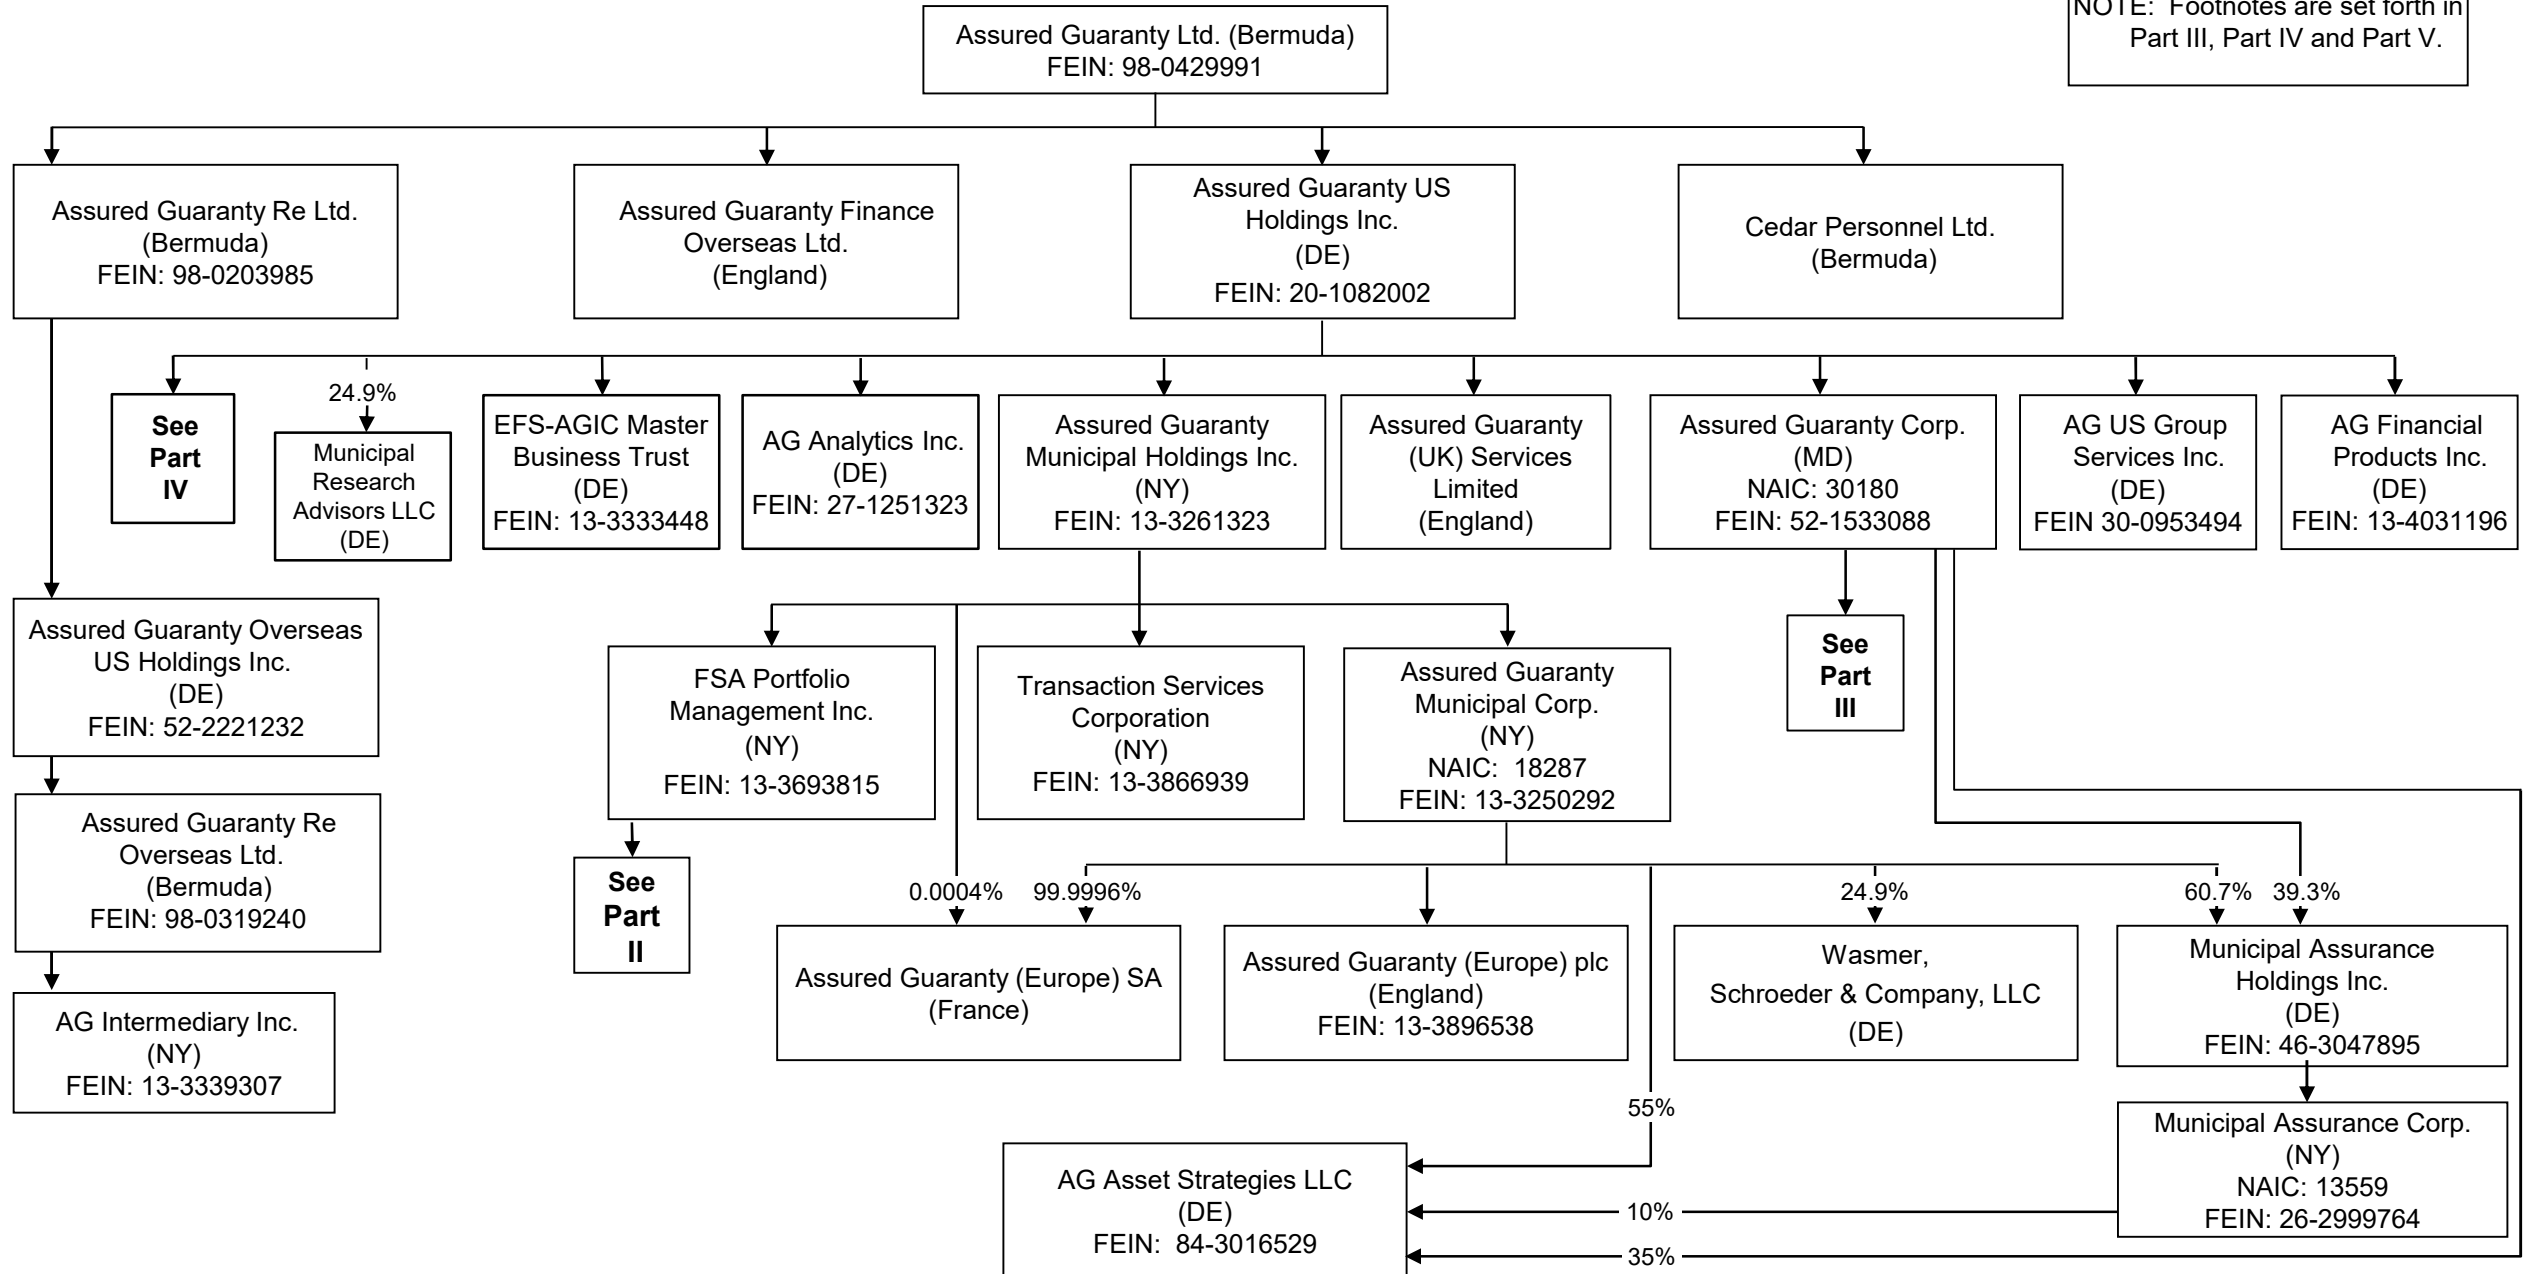 Assured Guaranty Ltd. (Bermuda)
FEIN: 98-0429991
NOTE: Footnotes are set forth in
Part III, Part IV and Part V.
Assured Guaranty Re Ltd.
(Bermuda)
FEIN: 98-0203985
Assured Guaranty Finance
Overseas Ltd.
(England)
Assured Guaranty US
Holdings Inc.
(DE)
FEIN: 20-1082002
Cedar Personnel Ltd.
(Bermuda)
See
Part
IV
24.9%
Municipal
Research
Advisors LLC
(DE)
EFS-AGIC Master
Business Trust
(DE)
FEIN: 13-3333448
AG Analytics Inc.
(DE)
FEIN: 27-1251323
Assured Guaranty
Municipal Holdings Inc.
(NY)
FEIN: 13-3261323
Assured Guaranty
(UK) Services
Limited
(England)
Assured Guaranty Corp.
(MD)
NAIC: 30180
FEIN: 52-1533088
AG US Group
Services Inc.
(DE)
FEIN 30-0953494
AG Financial
Products Inc.
(DE)
FEIN: 13-4031196
Assured Guaranty Overseas
US Holdings Inc.
(DE)
FEIN: 52-2221232
FSA Portfolio
Management Inc.
(NY)
FEIN: 13-3693815
Transaction Services
Corporation
(NY)
FEIN: 13-3866939
Assured Guaranty
Municipal Corp.
(NY)
NAIC: 18287
FEIN: 13-3250292
See
Part
III
Assured Guaranty Re
Overseas Ltd.
(Bermuda)
FEIN: 98-0319240
See
Part
II
0.0004%
99.9996%
24.9%
60.7%
39.3%
Assured Guaranty (Europe) SA
(France)
Assured Guaranty (Europe) plc
(England)
FEIN: 13-3896538
Wasmer,
Schroeder & Company, LLC
(DE)
Municipal Assurance
Holdings Inc.
(DE)
FEIN: 46-3047895
AG Intermediary Inc.
(NY)
FEIN: 13-3339307
55%
Municipal Assurance Corp.
(NY)
NAIC: 13559
FEIN: 26-2999764
AG Asset Strategies LLC
(DE)
FEIN: 84-3016529
10%
35%